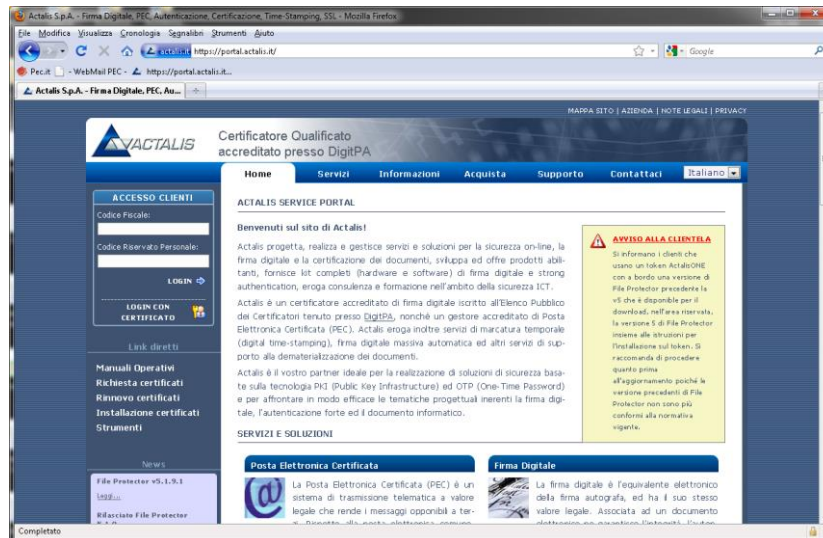 Actalis S.p.A. - Firma Digitale, PEC, Autenticazione, Certificazione, Time-Stamping, SSL - Mozilla Firefox
File Modifica Visualizza Cronologia Segnalibri Strumenti Aiuto
actalis.it https://portal.actalis.it/
Google
Pec.it - WebMail PEC - https://portal.actalis.it...
Actalis S.p.A. - Firma Digitale, PEC, Au...
MAPPA SITO | AZIENDA | NOTE LEGALI | PRIVACY
ACTALIS
Certificatore Qualificato
accreditato presso DigitPA
Home Servizi Informazioni Acquista Supporto Contattaci Italiano
ACCESSO CLIENTI
Codice Fiscale:
Codice Riservato Personale:
LOGIN
LOGIN CON
CERTIFICATO
Link diretti
Manuali Operativi
Richiesta certificati
Rinnovo certificati
Installazione certificati
Strumenti
News
File Protector v5.1.9.1
Leggi...
Rilasciato File Protector
ACTALIS SERVICE PORTAL
Benvenuti sul sito di Actalis!
Actalis progetta, realizza e gestisce servizi e soluzioni per la sicurezza on-line, la
firma digitale e la certificazione dei documenti, sviluppa ed offre prodotti abili-
tanti, fornisce kit completi (hardware e software) di firma digitale e strong
authentication, eroga consulenza e formazione nell'ambito della sicurezza ICT.
Actalis è un certificatore accreditato di firma digitale iscritto all'Elenco Pubblico
dei Certificatori tenuto presso DigitPA, nonché un gestore accreditato di Posta
Elettronica Certificata (PEC). Actalis eroga inoltre servizi di marcatura temporale
(digital time-stamping), firma digitale massiva automatica ed altri servizi di sup-
porto alla dematerializzazione dei documenti.
Actalis è il vostro partner ideale per la realizzazione di soluzioni di sicurezza basa-
te sulla tecnologia PKI (Public Key Infrastructure) ed OTP (One-Time Password)
e per affrontare in modo efficace le tematiche progettuali inerenti la firma digi-
tale, l'autenticazione forte ed il documento informatico.
AVVISO ALLA CLIENTELA
Si informano i clienti che
usano un token ActalisONE
con a bordo una versione di
File Protector precedente la
v5 che è disponibile per il
download, nell'area riservata,
la versione 5 di File Protector
insieme alle istruzioni per
l'installazione sul token. Si
raccomanda di procedere
quanto prima
all'aggiornamento poiché le
versione precedenti di File
Protector non sono più
conformi alla normativa
vigente.
SERVIZI E SOLUZIONI
Posta Elettronica Certificata
La Posta Elettronica Certificata (PEC) è un
sistema di trasmissione telematica a valore
legale che rende i messaggi opponibili a ter-
zi. Rispetto alla posta elettronica comune,
Firma Digitale
La firma digitale è l'equivalente elettronico
della firma autografa, ed ha il suo stesso
valore legale. Associata ad un documento
elettronico ne garantisce l'integrità, l'auten-
Completato